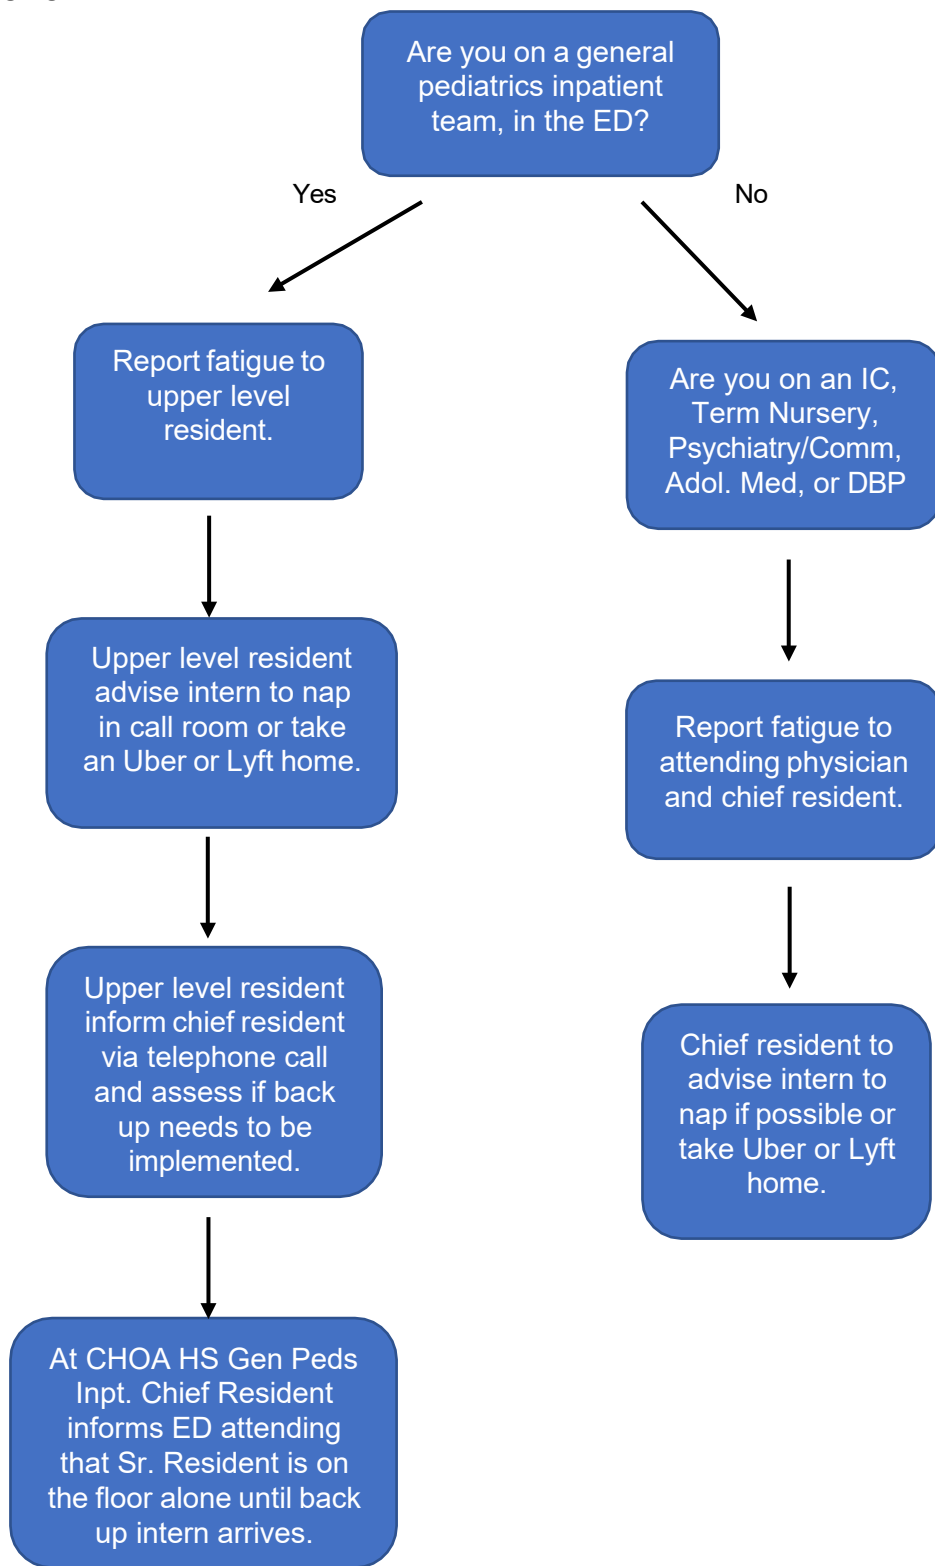 Are you on a general
pediatrics inpatient
team, in the ED?
Yes
No
Report fatigue to
upper level
resident.
Upper level resident
advise intern to nap
in call room or take
an Uber or Lyft home.
Upper level resident
inform chief resident
via telephone call
and assess if back
up needs to be
implemented.
At CHOA HS Gen Peds
Inpt. Chief Resident
informs ED attending
that Sr. Resident is on
the floor alone until back
up intern arrives.
Are you on an IC,
Term Nursery,
Psychiatry/Comm,
Adol. Med, or DBP
Report fatigue to
attending physician
and chief resident.
Chief resident to
advise intern to
nap if possible or
take Uber or Lyft
home.